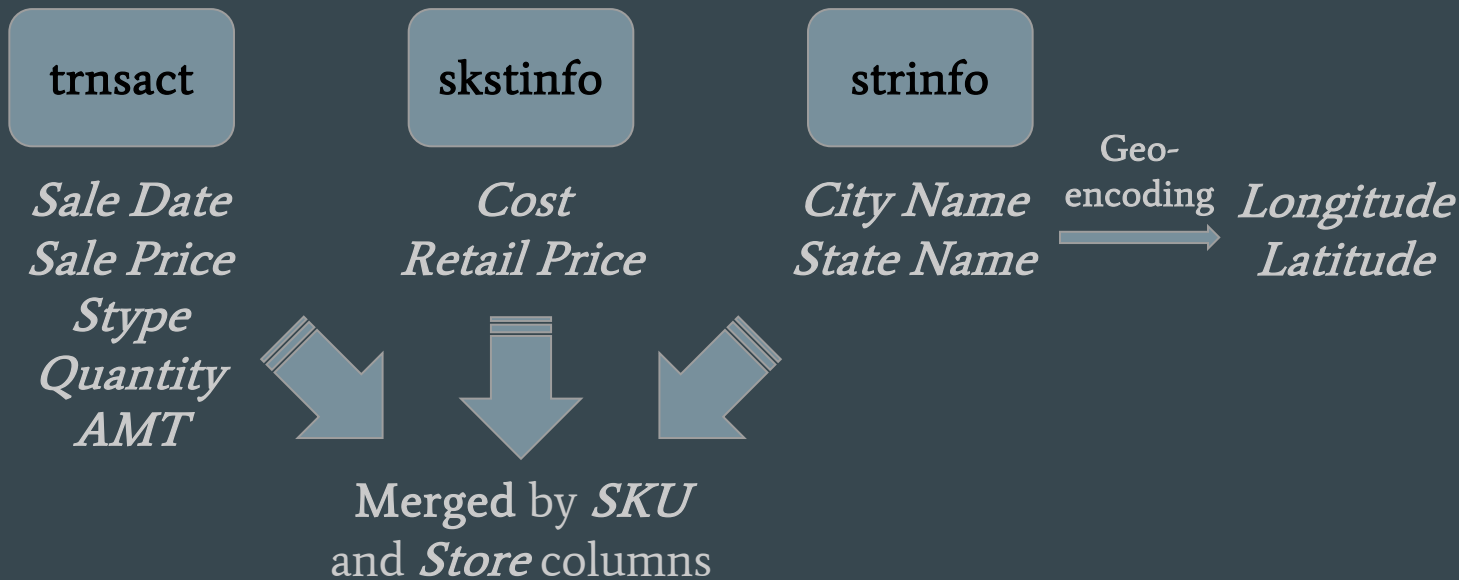 trnsact
skstinfo
strinfo
Sale Date
Sale Price
Stype
Quantity
AMT
Cost
Retail Price
City Name
State Name
Geo-
encoding
Longitude
Latitude
Merged by SKU
and Store columns